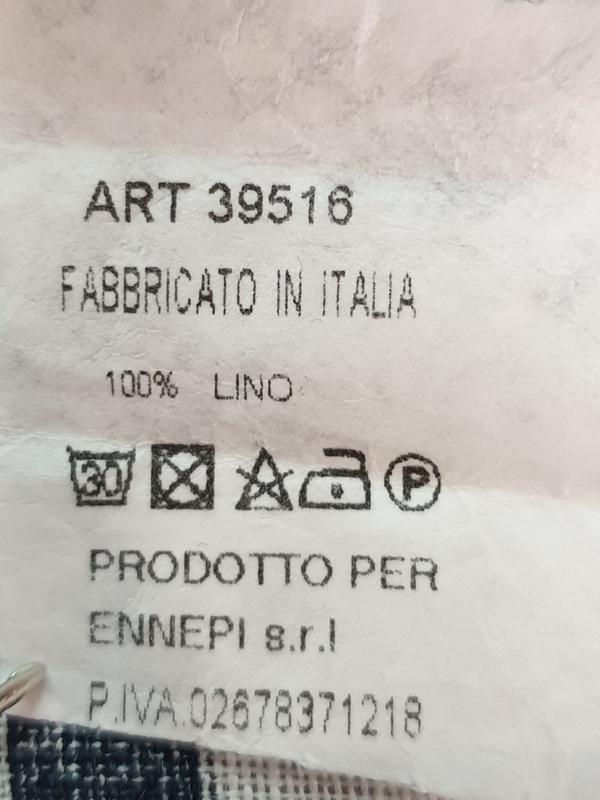 ART 39516
FABBRICATO IN ITALIA
100% LINO
30 P
PRODOTTO PER
ENNEPI s.r.l
P.IVA.02678371218